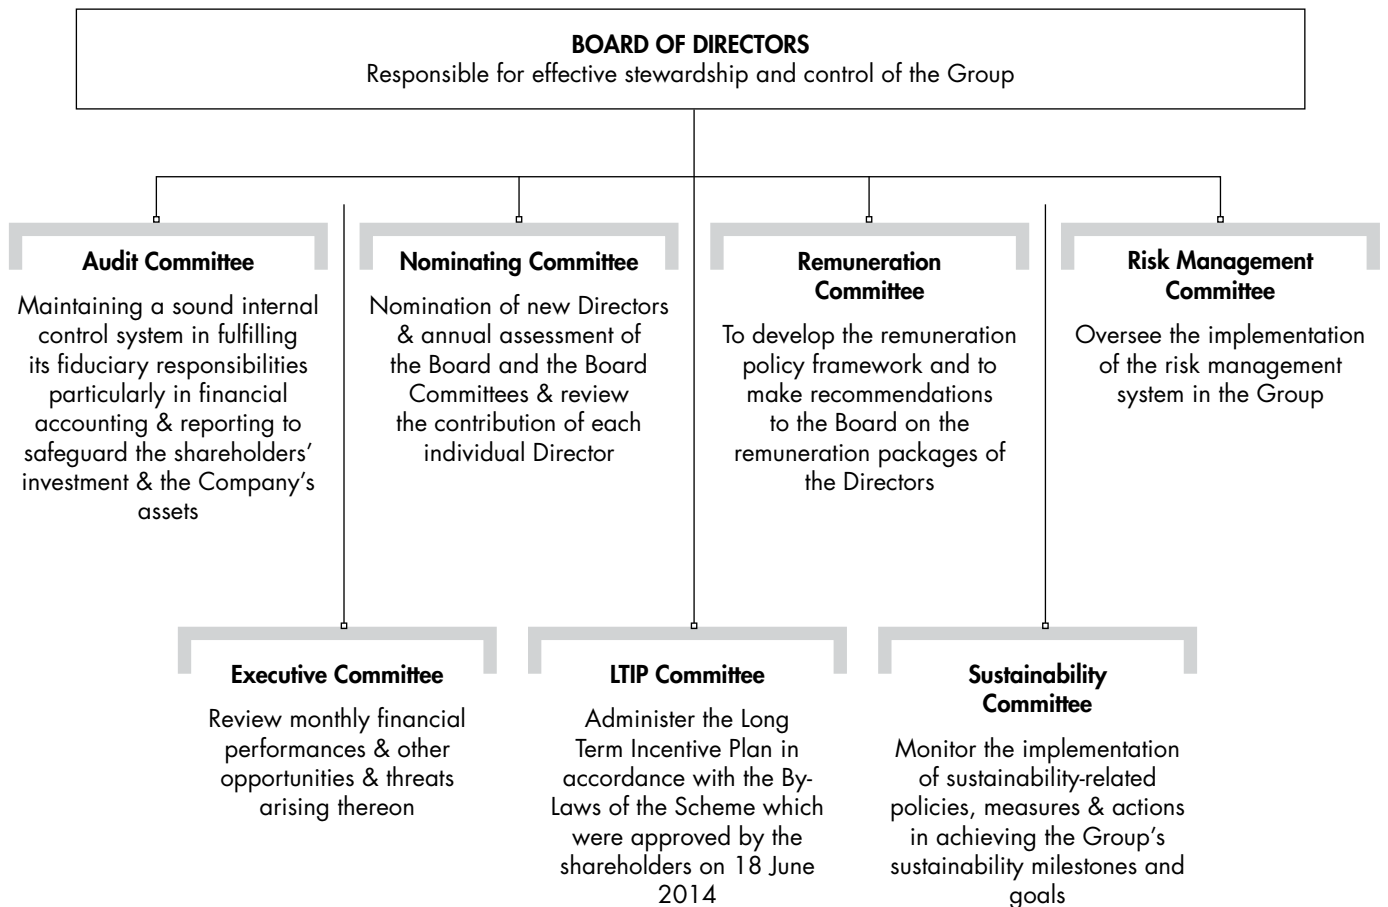 BOARD OF DIRECTORS
Responsible for effective stewardship and control of the Group
Audit Committee
Maintaining a sound internal
control system in fulfilling
its fiduciary responsibilities
particularly in financial
accounting & reporting to
safeguard the shareholders'
investment & the Company's
assets
Nominating Committee
Nomination of new Directors
& annual assessment of
the Board and the Board
Committees & review
the contribution of each
individual Director
Remuneration
Committee
To develop the remuneration
policy framework and to
make recommendations
to the Board on the
remuneration packages of
the Directors
Risk Management
Committee
Oversee the implementation
of the risk management
system in the Group
Executive Committee
Review monthly financial
performances & other
opportunities & threats
arising thereon
LTIP Committee
Administer the Long
Term Incentive Plan in
accordance with the By-
Laws of the Scheme which
were approved by the
shareholders on 18 June
2014
Sustainability
Committee
Monitor the implementation
of sustainability-related
policies, measures & actions
in achieving the Group's
sustainability milestones and
goals